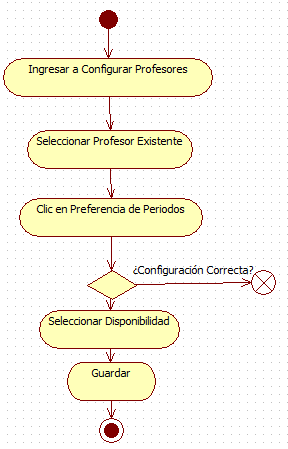 Ingresar a Configurar Profesores
Seleccionar Profesor Existente
Clic en Preferencia de Periodos
¿Configuración Correcta?
Seleccionar Disponibilidad
Guardar